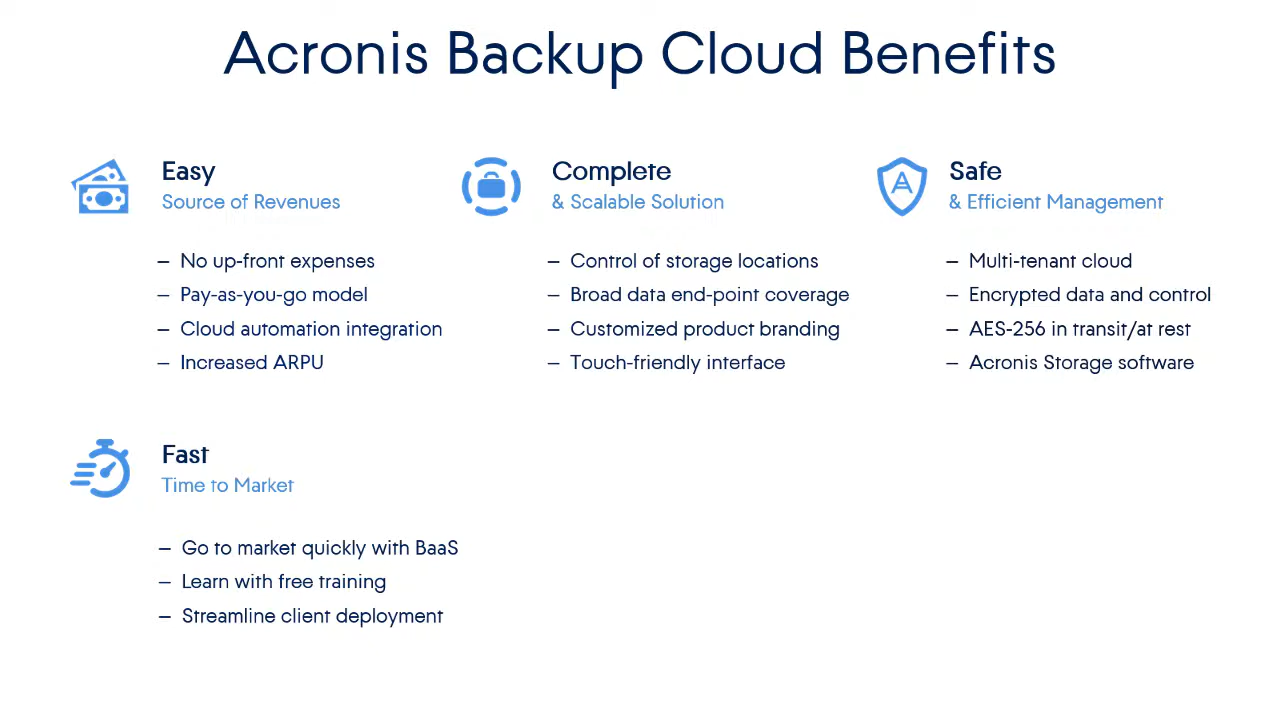 Acronis Backup Cloud Benefits
Easy
Source of Revenues
– No up-front expenses
– Pay-as-you-go model
– Cloud automation integration
– Increased ARPU
Complete
& Scalable Solution
– Control of storage locations
– Broad data end-point coverage
– Customized product branding
– Touch-friendly interface
Safe
& Efficient Management
– Multi-tenant cloud
– Encrypted data and control
– AES-256 in transit/at rest
– Acronis Storage software
Fast
Time to Market
– Go to market quickly with BaaS
– Learn with free training
– Streamline client deployment